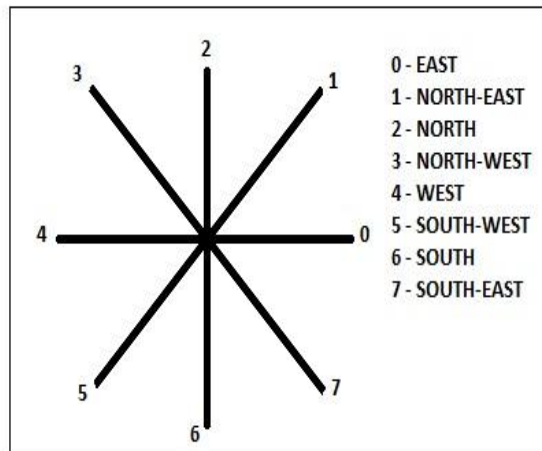 2
3
1
4
0
5
7
6
0 - EAST
1 - NORTH-EAST
2 - NORTH
3 - NORTH-WEST
4 - WEST
5 - SOUTH-WEST
6 - SOUTH
7 - SOUTH-EAST